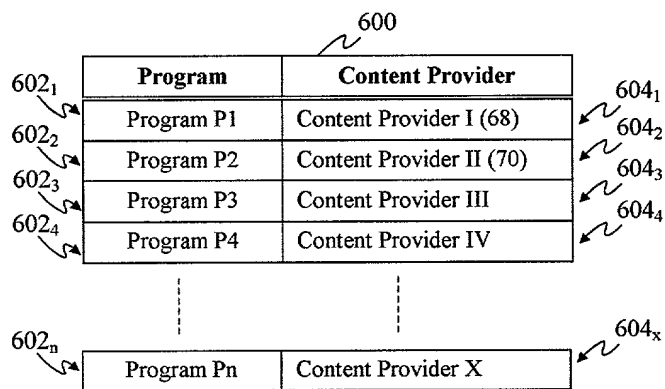 600
Program Content Provider
602₁ Program P1 Content Provider I (68) 604₁
602₂ Program P2 Content Provider II (70) 604₂
602₃ Program P3 Content Provider III 604₃
602₄ Program P4 Content Provider IV 604₄
602ₙ Program Pn Content Provider X 604ₓ